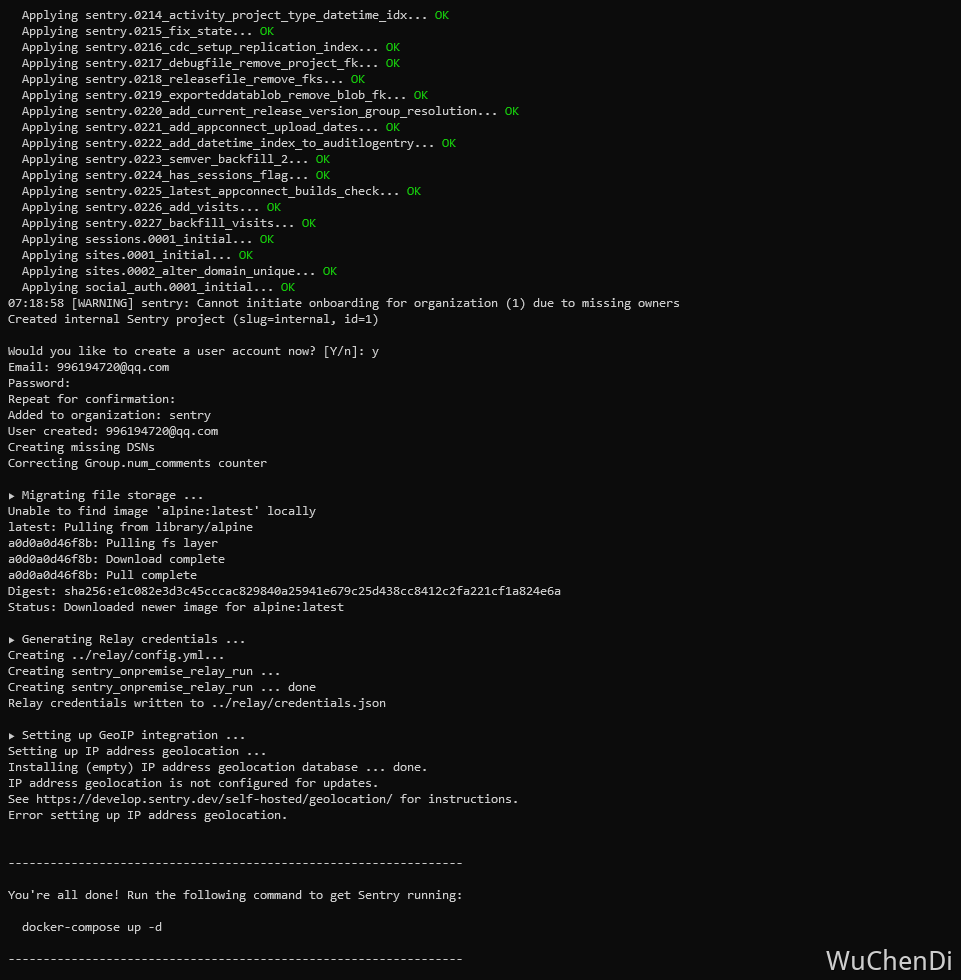 Applying sentry.0214_activity_project_type_datetime_idx... OK
Applying sentry.0215_fix_state... OK
Applying sentry.0216_cdc_setup_replication_index... OK
Applying sentry.0217_debugfile_remove_project_fk... OK
Applying sentry.0218_releasefile_remove_fks... OK
Applying sentry.0219_exporteddatablob_remove_blob_fk... OK
Applying sentry.0220_add_current_release_version_group_resolution... OK
Applying sentry.0221_add_appconnect_upload_dates... OK
Applying sentry.0222_add_datetime_index_to_auditlogentry... OK
Applying sentry.0223_semver_backfill_2... OK
Applying sentry.0224_has_sessions_flag... OK
Applying sentry.0225_latest_appconnect_builds_check... OK
Applying sentry.0226_add_visits... OK
Applying sentry.0227_backfill_visits... OK
Applying sessions.0001_initial... OK
Applying sites.0001_initial... OK
Applying sites.0002_alter_domain_unique... OK
Applying social_auth.0001_initial... OK
07:18:58 [WARNING] sentry: Cannot initiate onboarding for organization (1) due to missing owners
Created internal Sentry project (slug=internal, id=1)
Would you like to create a user account now? [Y/n]: y
Email: 996194720@qq.com
Password:
Repeat for confirmation:
Added to organization: sentry
User created: 996194720@qq.com
Creating missing DSNs
Correcting Group.num_comments counter
▸ Migrating file storage ...
Unable to find image 'alpine:latest' locally
latest: Pulling from library/alpine
a0d0a0d46f8b: Pulling fs layer
a0d0a0d46f8b: Download complete
a0d0a0d46f8b: Pull complete
Digest: sha256:e1c082e3d3c45cccac829840a25941e679c25d438cc8412c2fa221cf1a824e6a
Status: Downloaded newer image for alpine:latest
▸ Generating Relay credentials ...
Creating ../relay/config.yml...
Creating sentry_onpremise_relay_run ...
Creating sentry_onpremise_relay_run ... done
Relay credentials written to ../relay/credentials.json
▸ Setting up GeoIP integration ...
Setting up IP address geolocation ...
Installing (empty) IP address geolocation database ... done.
IP address geolocation is not configured for updates.
See https://develop.sentry.dev/self-hosted/geolocation/ for instructions.
Error setting up IP address geolocation.
-----------------------------------------------------------------
You're all done! Run the following command to get Sentry running:
docker-compose up -d
-----------------------------------------------------------------
WuChenDi